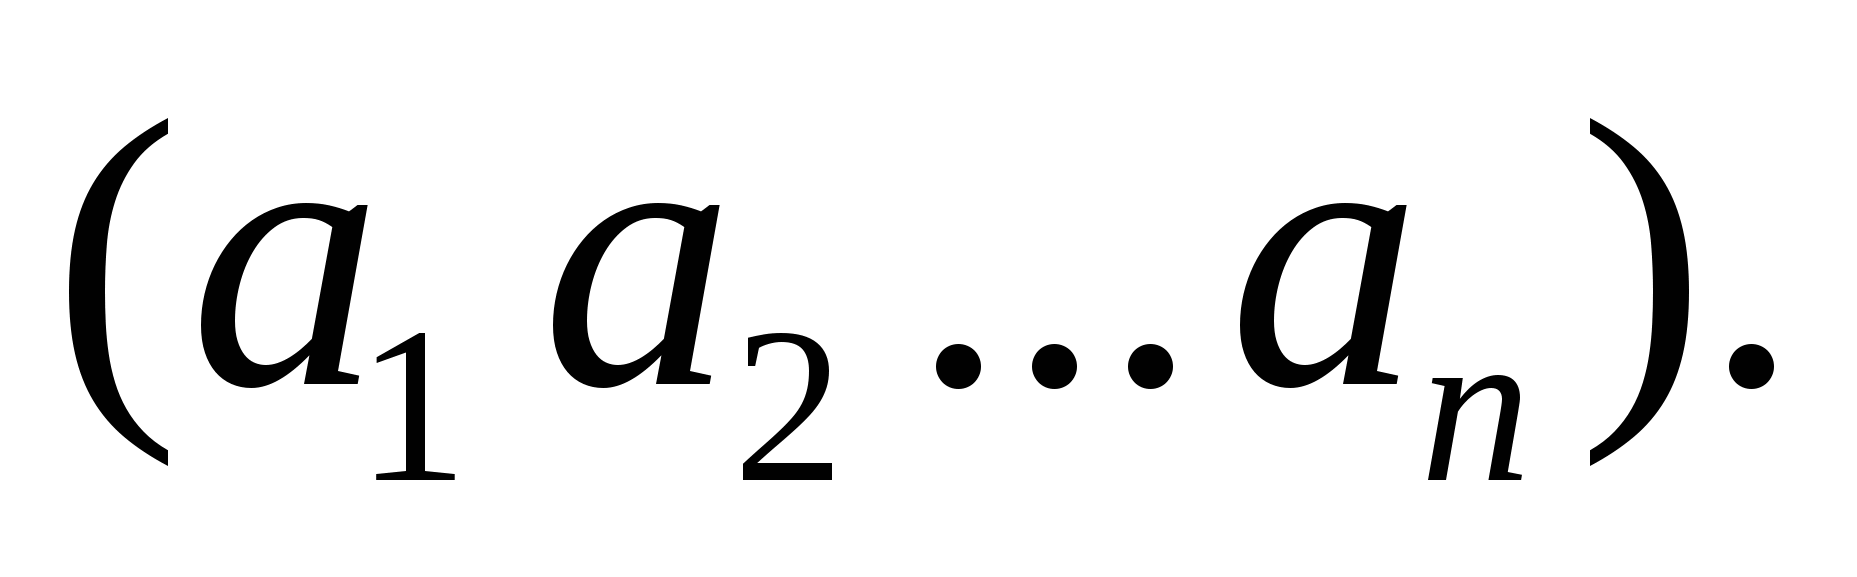 (a₁ a₂ ... aₙ).